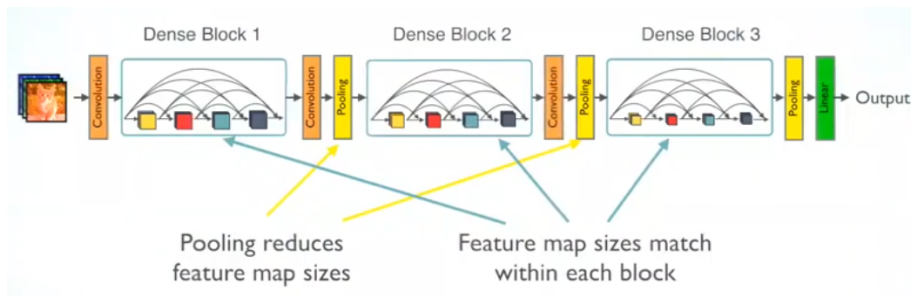 Dense Block 1
Dense Block 2
Dense Block 3
Convolution
Convolution
Pooling
Convolution
Pooling
Pooling
Linear
Output
Pooling reduces
feature map sizes
Feature map sizes match
within each block